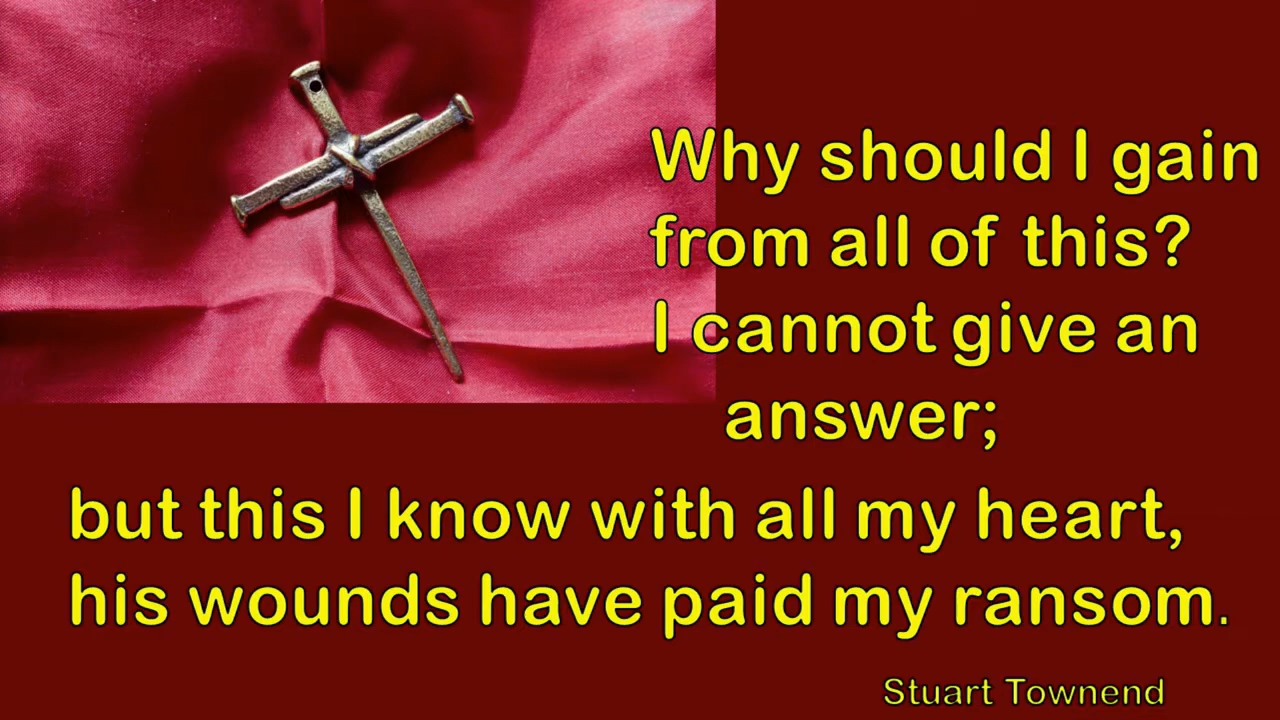 Why should I gain
from all of this?
I cannot give an
answer;
but this I know with all my heart,
his wounds have paid my ransom.
Stuart Townend